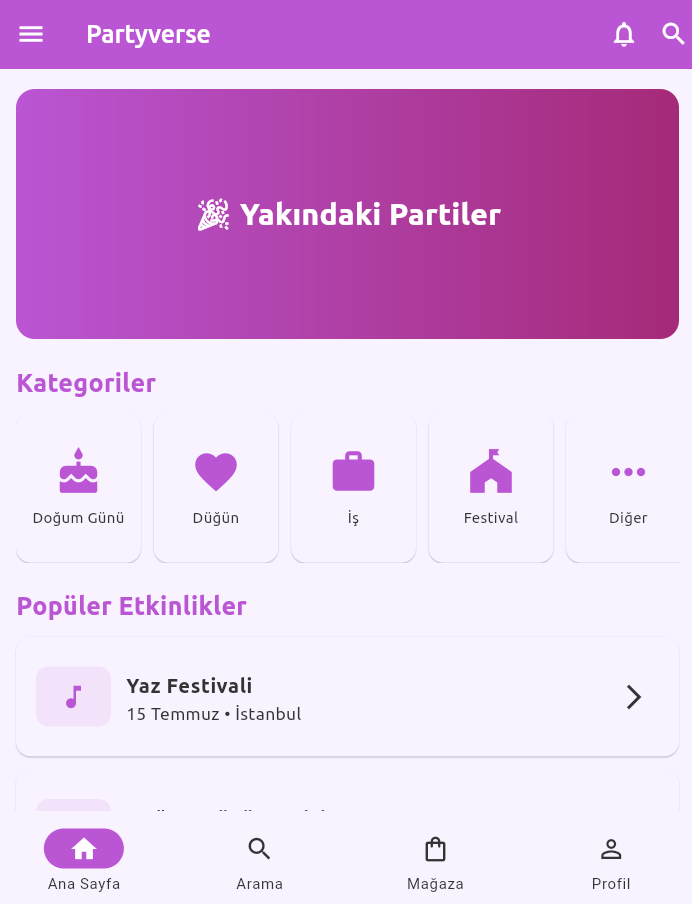 Partyverse
🎉 Yakındaki Partiler
Kategoriler
Doğum Günü
Düğün
İş
Festival
Diğer
Popüler Etkinlikler
Yaz Festivali
15 Temmuz • İstanbul
Ana Sayfa
Arama
Mağaza
Profil